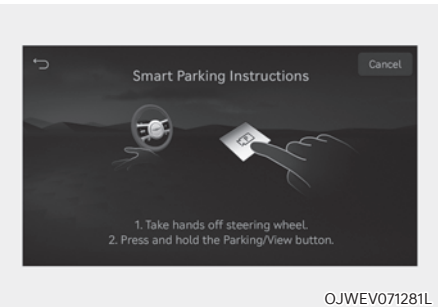 Smart Parking Instructions
Cancel
1. Take hands off steering wheel.
2. Press and hold the Parking/View button.
OJWEV071281L